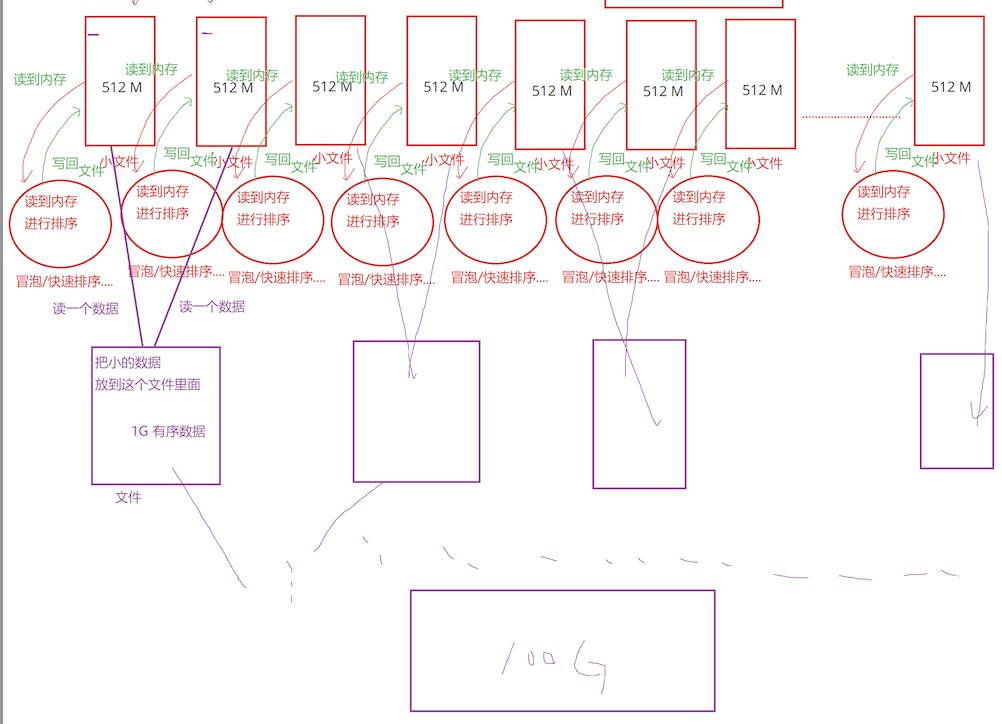 512 M
512 M
512 M
512 M
512 M
512 M
512 M
512 M
读到内存
读到内存
读到内存
读到内存
读到内存
读到内存
读到内存
读到内存
写回文件
写回文件
写回文件
写回文件
写回文件
写回文件
写回文件
写回文件
小文件
小文件
小文件
小文件
小文件
小文件
小文件
小文件
读到内存
进行排序
读到内存
进行排序
读到内存
进行排序
读到内存
进行排序
读到内存
进行排序
读到内存
进行排序
读到内存
进行排序
读到内存
进行排序
冒泡/快速排序....
冒泡/快速排序....
冒泡/快速排序....
冒泡/快速排序....
冒泡/快速排序....
冒泡/快速排序....
冒泡/快速排序....
冒泡/快速排序....
读一个数据
读一个数据
把小的数据
放到这个文件里面
1G 有序数据
文件
100G